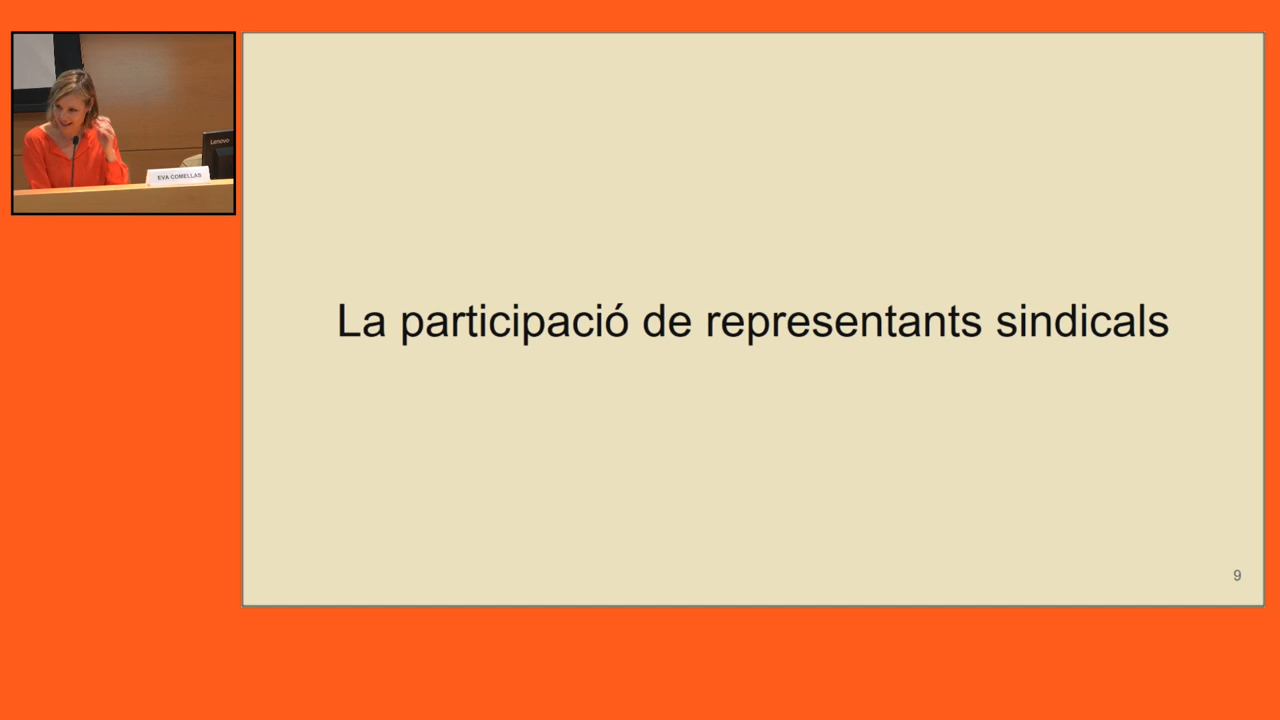 Lenovo
EVA COMELLAS
La participació de representants sindicals
9